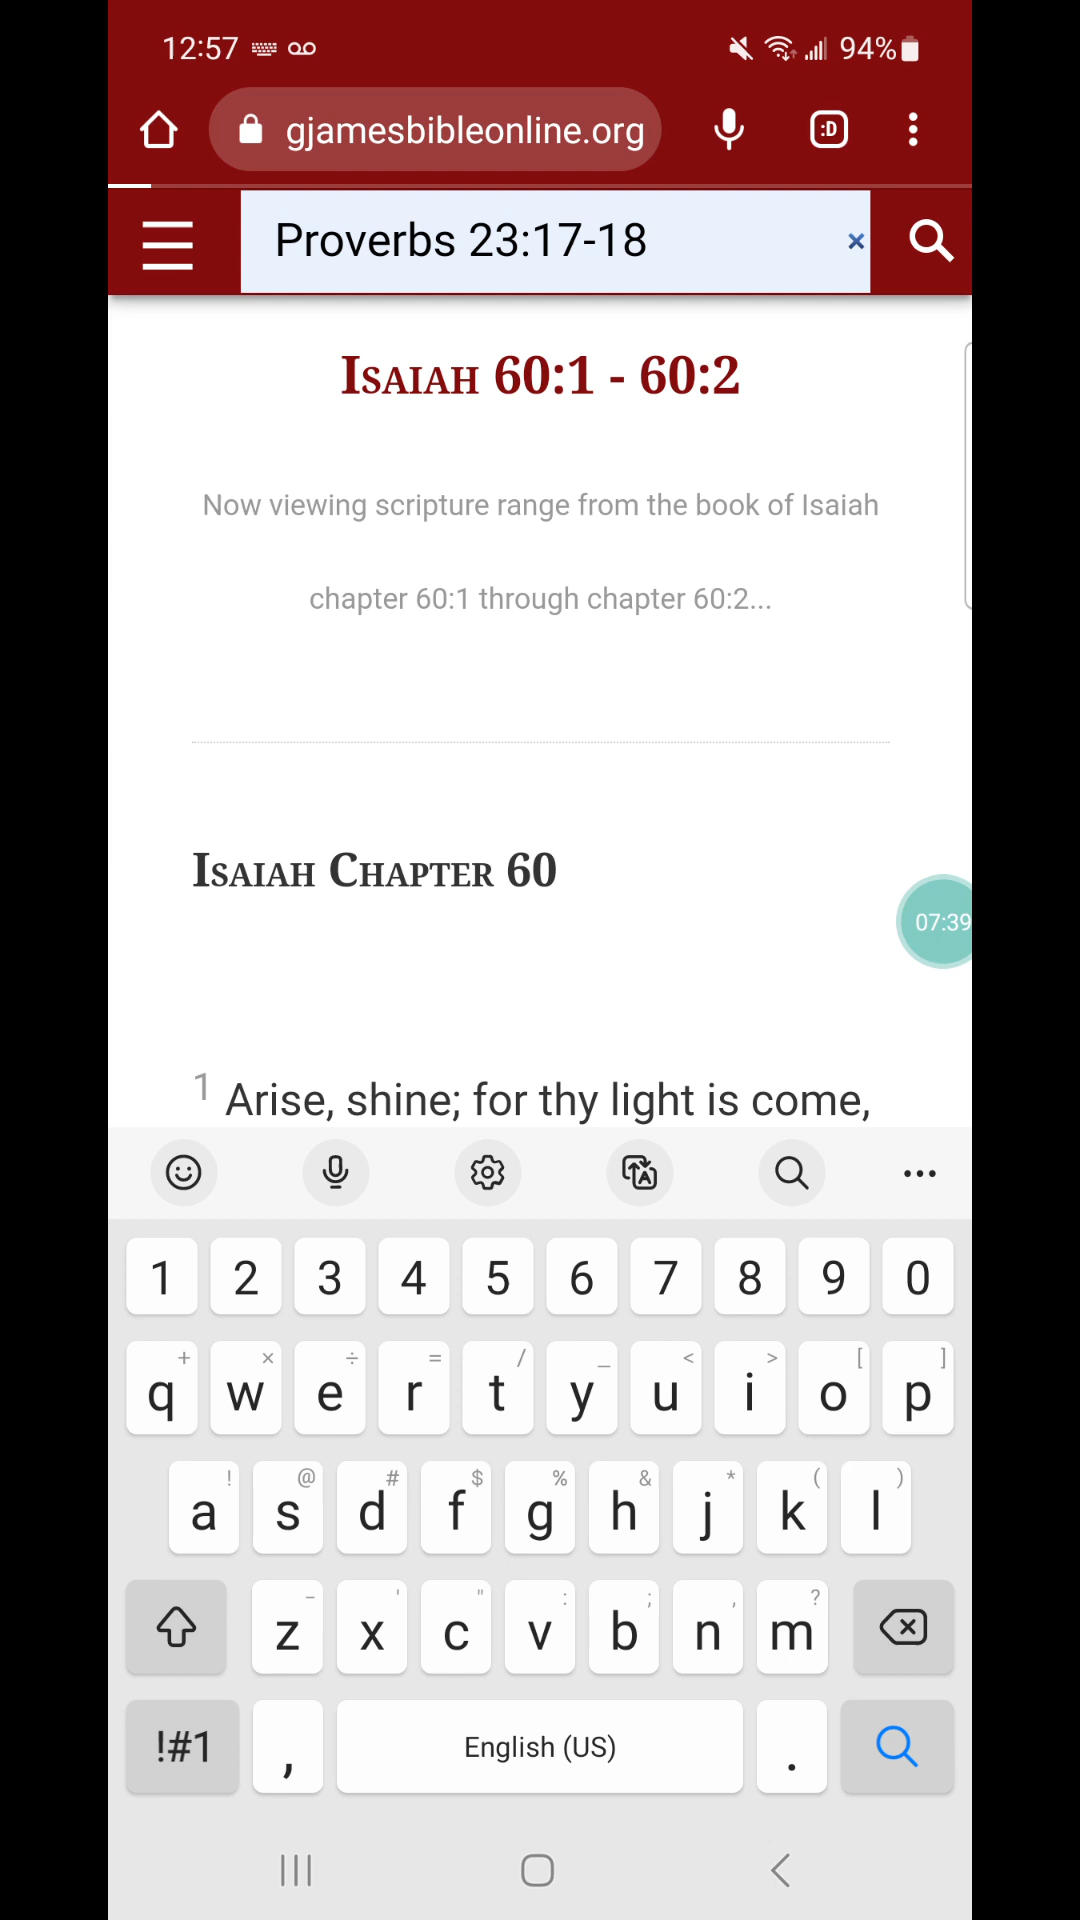 12:57 94%
gjamesbibleonline.org :D
Proverbs 23:17-18 ×
Isaiah 60:1 - 60:2
Now viewing scripture range from the book of Isaiah
chapter 60:1 through chapter 60:2...
Isaiah Chapter 60
07:39
1 Arise, shine; for thy light is come,
1 2 3 4 5 6 7 8 9 0
+ × ÷ = / _ < > [ ]
q w e r t y u i o p
! @ # $ % & * ( )
a s d f g h j k l
- ' " : ; , ?
z x c v b n m
!#1 , English (US) .